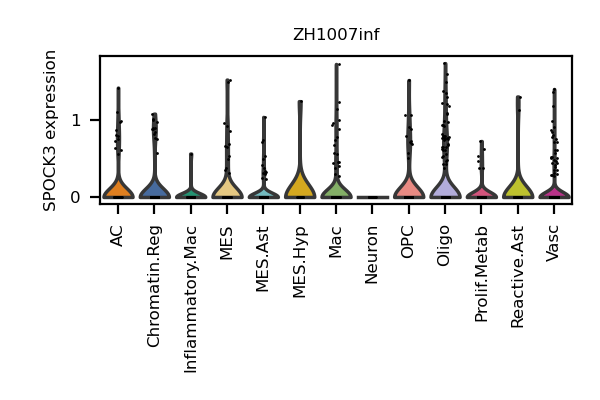 ZH1007inf
SPOCK3 expression
1
0
AC
Chromatin.Reg
Inflammatory.Mac
MES
MES.Ast
MES.Hyp
Mac
Neuron
OPC
Oligo
Prolif.Metab
Reactive.Ast
Vasc